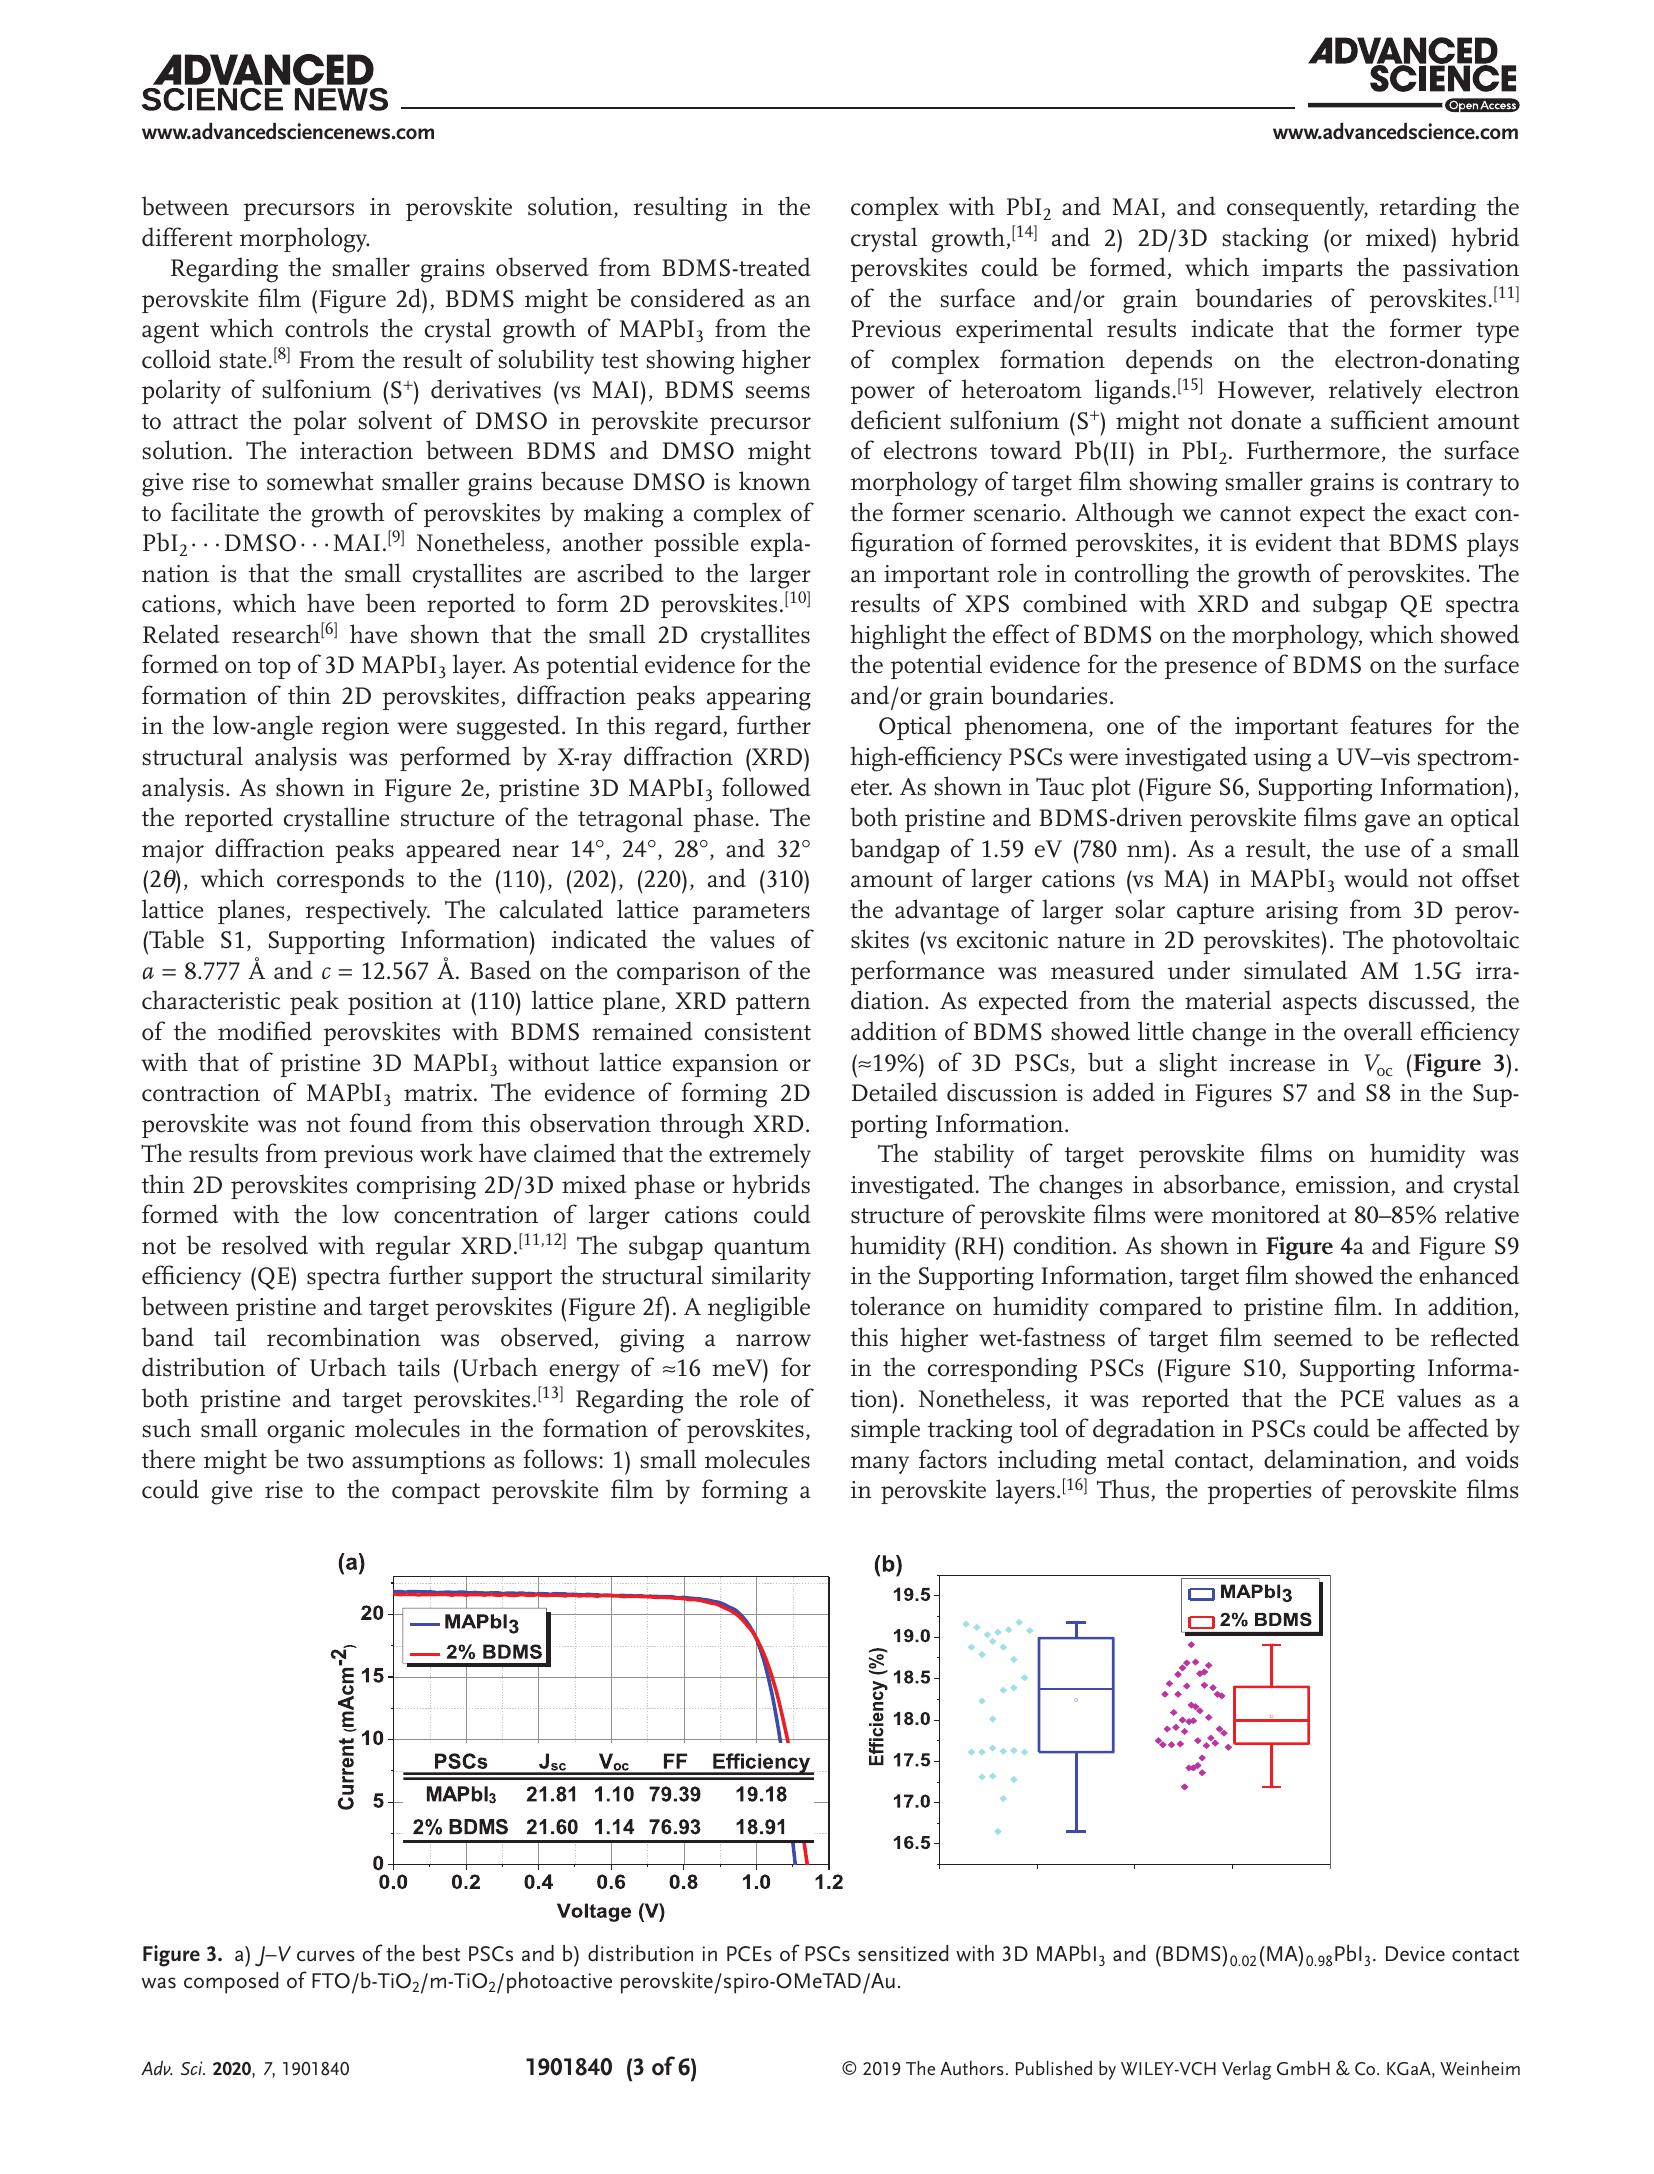 ADVANCED
SCIENCE NEWS
www.advancedsciencenews.com
ADVANCED
SCIENCE
Open Access
www.advancedscience.com
between precursors in perovskite solution, resulting in the
different morphology.
Regarding the smaller grains observed from BDMS-treated
perovskite film (Figure 2d), BDMS might be considered as an
agent which controls the crystal growth of MAPbI3 from the
colloid state.[8] From the result of solubility test showing higher
polarity of sulfonium (S+) derivatives (vs MAI), BDMS seems
to attract the polar solvent of DMSO in perovskite precursor
solution. The interaction between BDMS and DMSO might
give rise to somewhat smaller grains because DMSO is known
to facilitate the growth of perovskites by making a complex of
PbI2···DMSO···MAI.[9] Nonetheless, another possible expla-
nation is that the small crystallites are ascribed to the larger
cations, which have been reported to form 2D perovskites.[10]
Related research[6] have shown that the small 2D crystallites
formed on top of 3D MAPbI3 layer. As potential evidence for the
formation of thin 2D perovskites, diffraction peaks appearing
in the low-angle region were suggested. In this regard, further
structural analysis was performed by X-ray diffraction (XRD)
analysis. As shown in Figure 2e, pristine 3D MAPbI3 followed
the reported crystalline structure of the tetragonal phase. The
major diffraction peaks appeared near 14°, 24°, 28°, and 32°
(2θ), which corresponds to the (110), (202), (220), and (310)
lattice planes, respectively. The calculated lattice parameters
(Table S1, Supporting Information) indicated the values of
a = 8.777 Å and c = 12.567 Å. Based on the comparison of the
characteristic peak position at (110) lattice plane, XRD pattern
of the modified perovskites with BDMS remained consistent
with that of pristine 3D MAPbI3 without lattice expansion or
contraction of MAPbI3 matrix. The evidence of forming 2D
perovskite was not found from this observation through XRD.
The results from previous work have claimed that the extremely
thin 2D perovskites comprising 2D/3D mixed phase or hybrids
formed with the low concentration of larger cations could
not be resolved with regular XRD.[11,12] The subgap quantum
efficiency (QE) spectra further support the structural similarity
between pristine and target perovskites (Figure 2f). A negligible
band tail recombination was observed, giving a narrow
distribution of Urbach tails (Urbach energy of ≈16 meV) for
both pristine and target perovskites.[13] Regarding the role of
such small organic molecules in the formation of perovskites,
there might be two assumptions as follows: 1) small molecules
could give rise to the compact perovskite film by forming a
complex with PbI2 and MAI, and consequently, retarding the
crystal growth,[14] and 2) 2D/3D stacking (or mixed) hybrid
perovskites could be formed, which imparts the passivation
of the surface and/or grain boundaries of perovskites.[11]
Previous experimental results indicate that the former type
of complex formation depends on the electron-donating
power of heteroatom ligands.[15] However, relatively electron
deficient sulfonium (S+) might not donate a sufficient amount
of electrons toward Pb(II) in PbI2. Furthermore, the surface
morphology of target film showing smaller grains is contrary to
the former scenario. Although we cannot expect the exact con-
figuration of formed perovskites, it is evident that BDMS plays
an important role in controlling the growth of perovskites. The
results of XPS combined with XRD and subgap QE spectra
highlight the effect of BDMS on the morphology, which showed
the potential evidence for the presence of BDMS on the surface
and/or grain boundaries.
Optical phenomena, one of the important features for the
high-efficiency PSCs were investigated using a UV–vis spectrom-
eter. As shown in Tauc plot (Figure S6, Supporting Information),
both pristine and BDMS-driven perovskite films gave an optical
bandgap of 1.59 eV (780 nm). As a result, the use of a small
amount of larger cations (vs MA) in MAPbI3 would not offset
the advantage of larger solar capture arising from 3D perov-
skites (vs excitonic nature in 2D perovskites). The photovoltaic
performance was measured under simulated AM 1.5G irra-
diation. As expected from the material aspects discussed, the
addition of BDMS showed little change in the overall efficiency
(≈19%) of 3D PSCs, but a slight increase in Voc (Figure 3).
Detailed discussion is added in Figures S7 and S8 in the Sup-
porting Information.
The stability of target perovskite films on humidity was
investigated. The changes in absorbance, emission, and crystal
structure of perovskite films were monitored at 80–85% relative
humidity (RH) condition. As shown in Figure 4a and Figure S9
in the Supporting Information, target film showed the enhanced
tolerance on humidity compared to pristine film. In addition,
this higher wet-fastness of target film seemed to be reflected
in the corresponding PSCs (Figure S10, Supporting Informa-
tion). Nonetheless, it was reported that the PCE values as a
simple tracking tool of degradation in PSCs could be affected by
many factors including metal contact, delamination, and voids
in perovskite layers.[16] Thus, the properties of perovskite films
(a)
Current (mAcm-2)
20
15
10
5
0
MAPbI3
2% BDMS
PSCs Jsc Voc FF Efficiency
MAPbI3 21.81 1.10 79.39 19.18
2% BDMS 21.60 1.14 76.93 18.91
0.0 0.2 0.4 0.6 0.8 1.0 1.2
Voltage (V)
(b)
Efficiency (%)
19.5
19.0
18.5
18.0
17.5
17.0
16.5
MAPbI3
2% BDMS
Figure 3. a) J–V curves of the best PSCs and b) distribution in PCEs of PSCs sensitized with 3D MAPbI3 and (BDMS)0.02(MA)0.98PbI3. Device contact
was composed of FTO/b-TiO2/m-TiO2/photoactive perovskite/spiro-OMeTAD/Au.
Adv. Sci. 2020, 7, 1901840
1901840 (3 of 6)
© 2019 The Authors. Published by WILEY-VCH Verlag GmbH & Co. KGaA, Weinheim